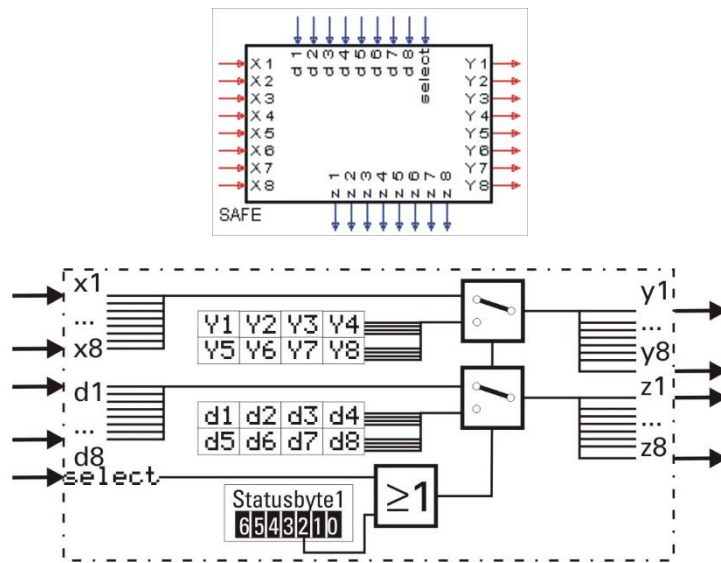 d1 d2 d3 d4 d5 d6 d7 d8 select
X1 Y1
X2 Y2
X3 Y3
X4 Y4
X5 Y5
X6 Y6
X7 Y7
X8 Y8
z1 z2 z3 z4 z5 z6 z7 z8
SAFE
x1 y1
... ...
x8 y8
Y1 Y2 Y3 Y4
Y5 Y6 Y7 Y8
d1 z1
... ...
d8 z8
d1 d2 d3 d4
d5 d6 d7 d8
select
≥1
Statusbyte1
6543210